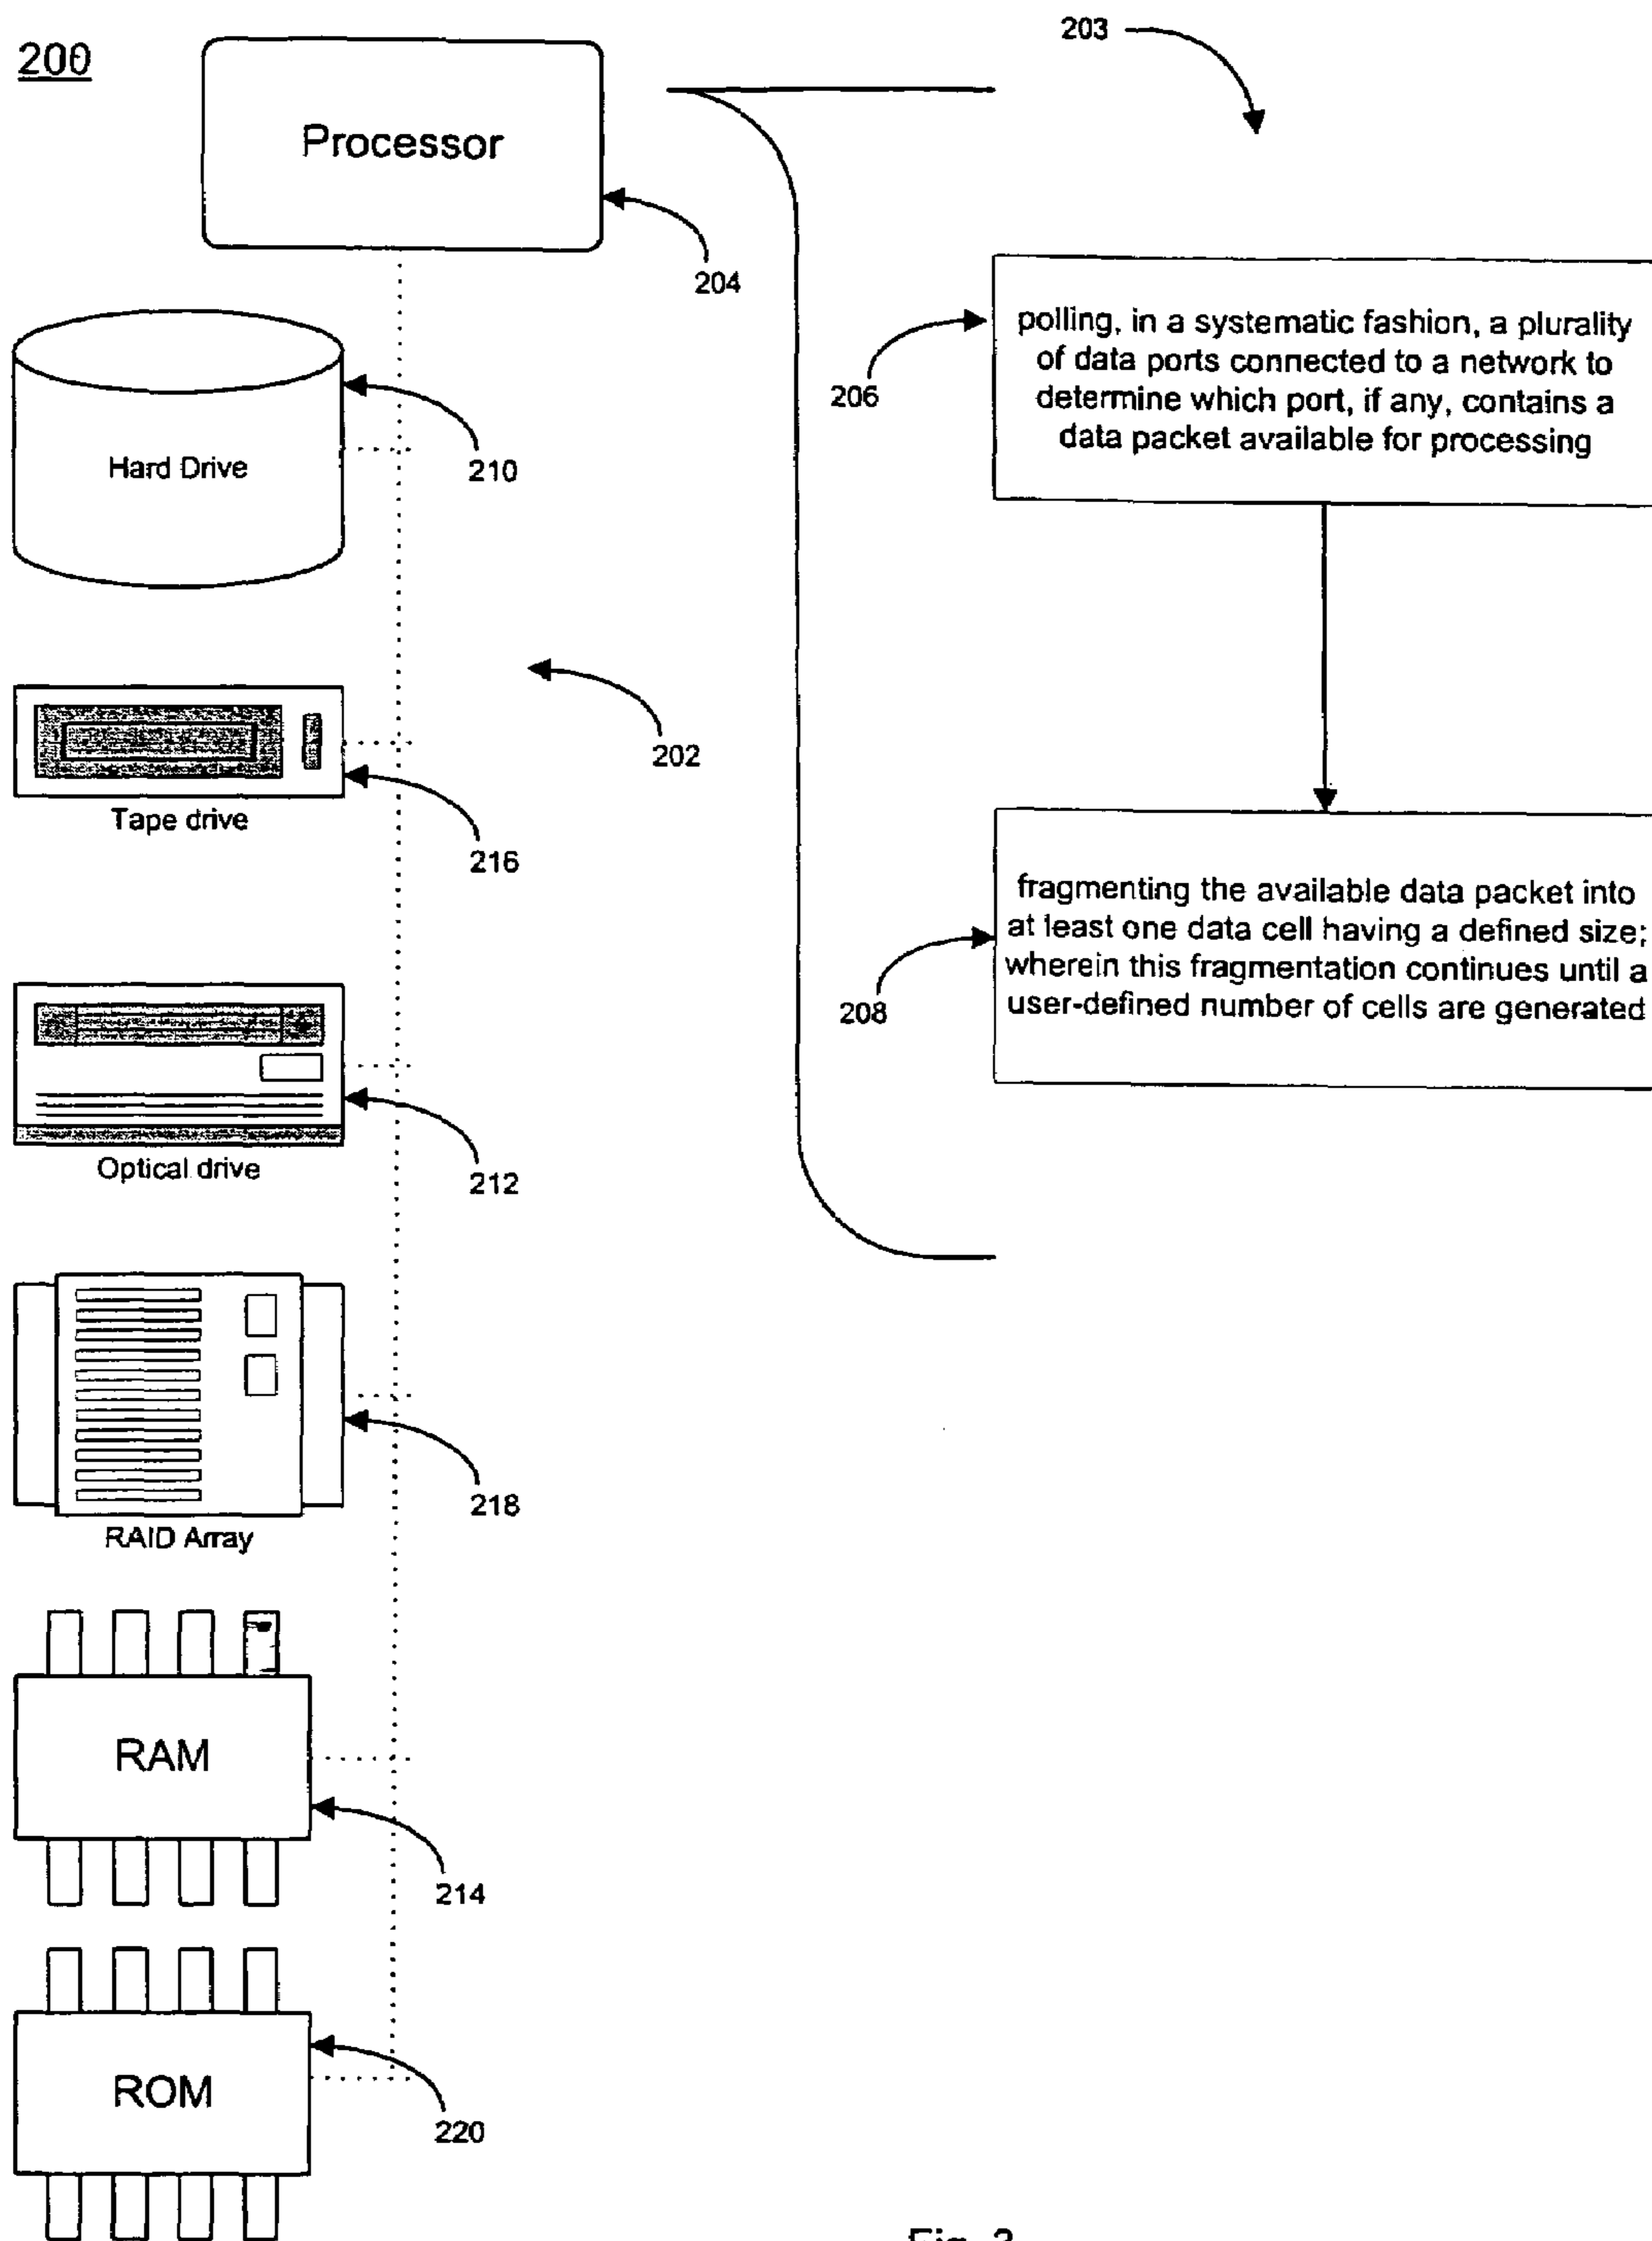 200
203
Processor
204
polling, in a systematic fashion, a plurality
of data ports connected to a network to
determine which port, if any, contains a
data packet available for processing
206
Hard Drive
210
202
Tape drive
216
fragmenting the available data packet into
at least one data cell having a defined size;
wherein this fragmentation continues until a
user-defined number of cells are generated
208
Optical drive
212
218
RAID Array
RAM
214
ROM
220